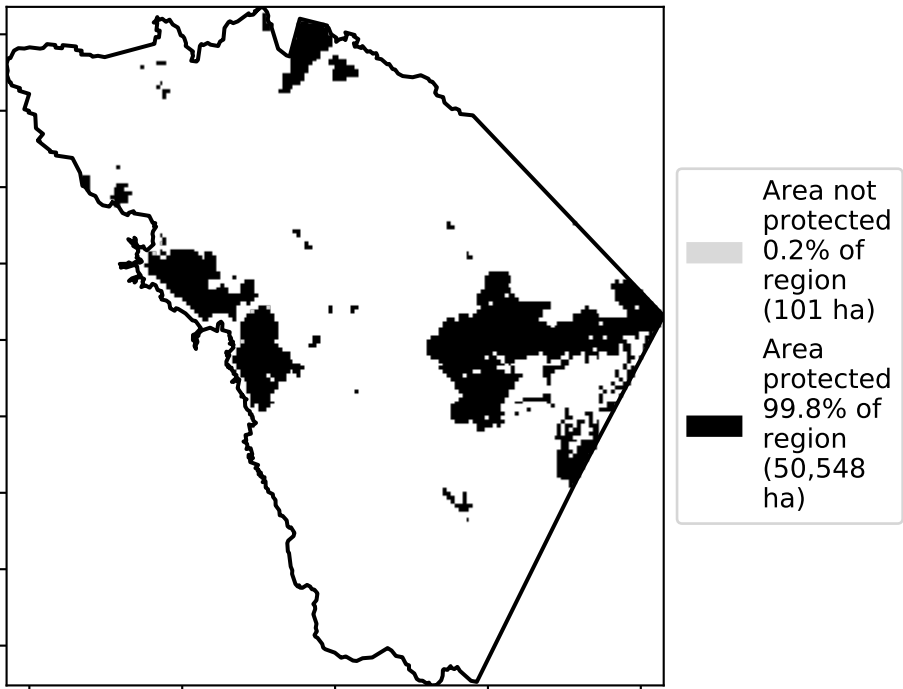 Area not
protected
0.2% of
region
(101 ha)
Area
protected
99.8% of
region
(50,548
ha)